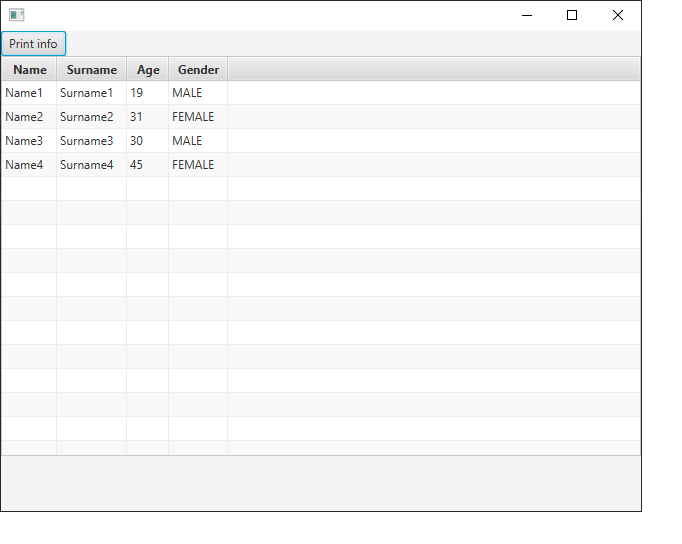 Print info
Name Surname Age Gender
Name1 Surname1 19 MALE
Name2 Surname2 31 FEMALE
Name3 Surname3 30 MALE
Name4 Surname4 45 FEMALE